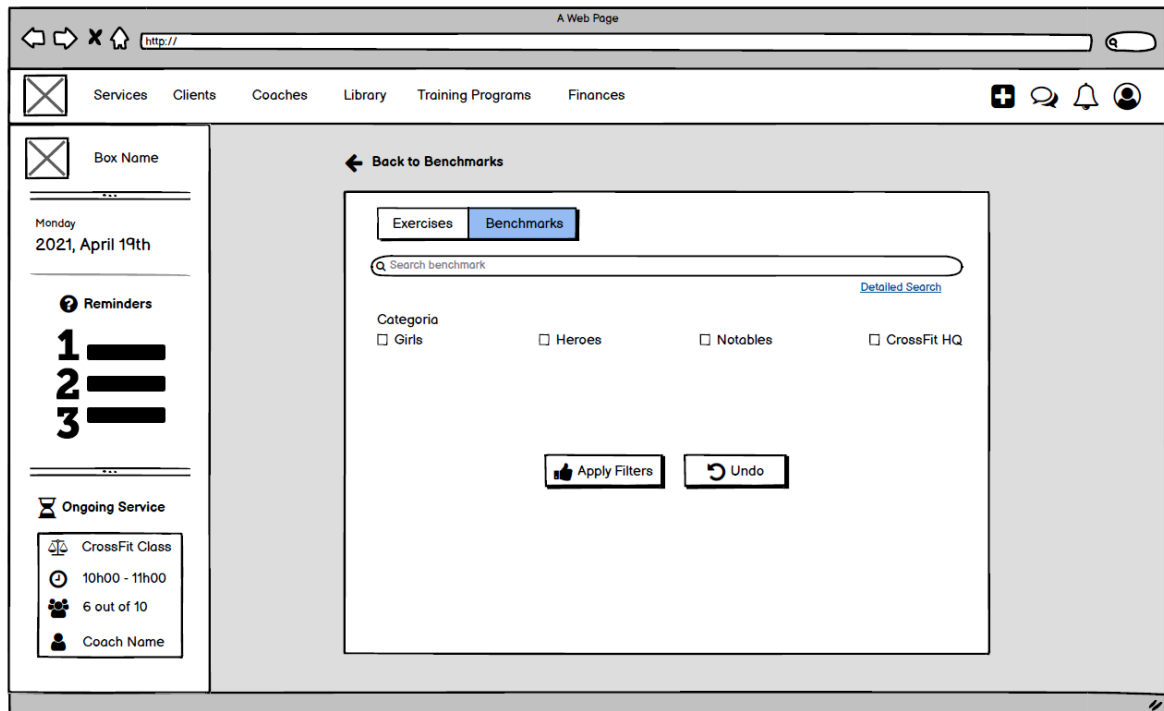 A Web Page
http://
Services Clients Coaches Library Training Programs Finances
Box Name
Monday
2021, April 19th
Reminders
1
2
3
Ongoing Service
CrossFit Class
10h00 - 11h00
6 out of 10
Coach Name
Back to Benchmarks
Exercises Benchmarks
Search benchmark
Detailed Search
Categoria
Girls Heroes Notables CrossFit HQ
Apply Filters Undo